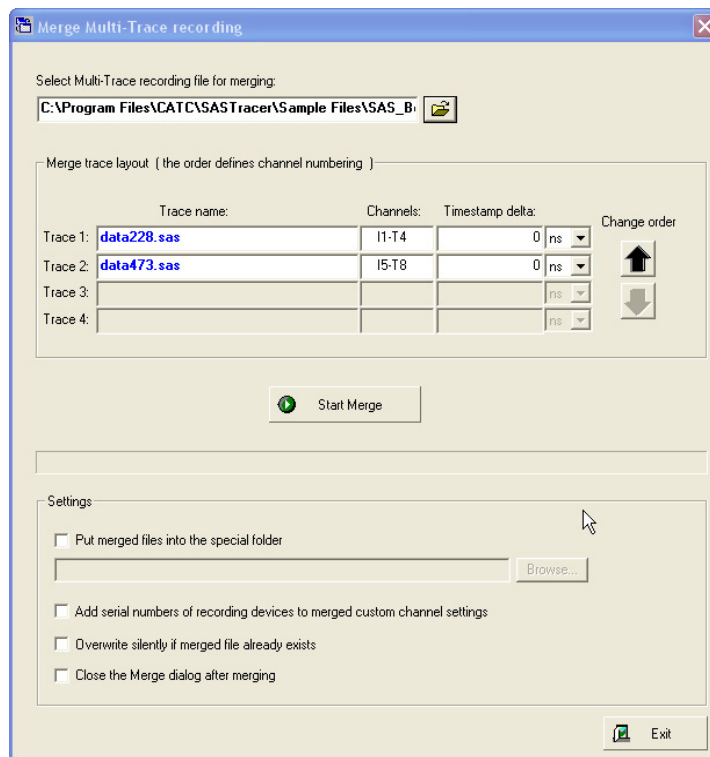 Merge Multi-Trace recording
Select Multi-Trace recording file for merging:
C:\Program Files\CATC\SASTracer\Sample Files\SAS_B
Merge trace layout ( the order defines channel numbering )
Trace name: Channels: Timestamp delta: Change order
Trace 1: data228.sas I1-T4 0 ns
Trace 2: data473.sas I5-T8 0 ns
Trace 3: ns
Trace 4: ns
Start Merge
Settings
Put merged files into the special folder
Browse...
Add serial numbers of recording devices to merged custom channel settings
Overwrite silently if merged file already exists
Close the Merge dialog after merging
Exit